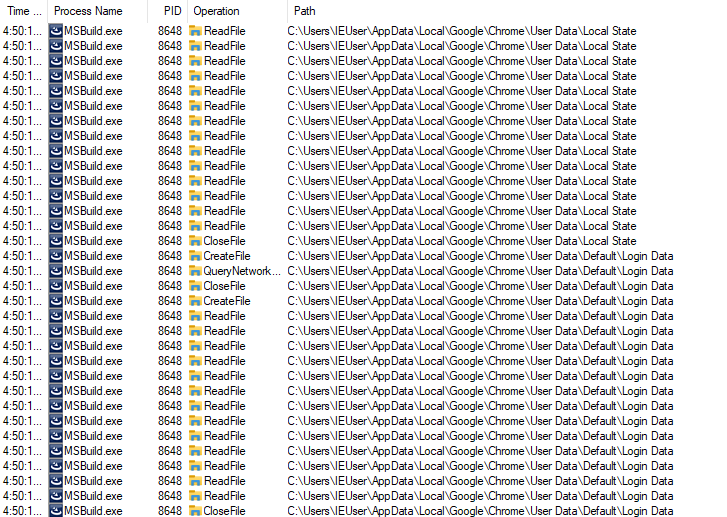 Time ... Process Name PID Operation Path
4:50:1... MSBuild.exe 8648 ReadFile C:\Users\IEUser\AppData\Local\Google\Chrome\User Data\Local State
4:50:1... MSBuild.exe 8648 ReadFile C:\Users\IEUser\AppData\Local\Google\Chrome\User Data\Local State
4:50:1... MSBuild.exe 8648 ReadFile C:\Users\IEUser\AppData\Local\Google\Chrome\User Data\Local State
4:50:1... MSBuild.exe 8648 ReadFile C:\Users\IEUser\AppData\Local\Google\Chrome\User Data\Local State
4:50:1... MSBuild.exe 8648 ReadFile C:\Users\IEUser\AppData\Local\Google\Chrome\User Data\Local State
4:50:1... MSBuild.exe 8648 ReadFile C:\Users\IEUser\AppData\Local\Google\Chrome\User Data\Local State
4:50:1... MSBuild.exe 8648 ReadFile C:\Users\IEUser\AppData\Local\Google\Chrome\User Data\Local State
4:50:1... MSBuild.exe 8648 ReadFile C:\Users\IEUser\AppData\Local\Google\Chrome\User Data\Local State
4:50:1... MSBuild.exe 8648 ReadFile C:\Users\IEUser\AppData\Local\Google\Chrome\User Data\Local State
4:50:1... MSBuild.exe 8648 ReadFile C:\Users\IEUser\AppData\Local\Google\Chrome\User Data\Local State
4:50:1... MSBuild.exe 8648 ReadFile C:\Users\IEUser\AppData\Local\Google\Chrome\User Data\Local State
4:50:1... MSBuild.exe 8648 ReadFile C:\Users\IEUser\AppData\Local\Google\Chrome\User Data\Local State
4:50:1... MSBuild.exe 8648 ReadFile C:\Users\IEUser\AppData\Local\Google\Chrome\User Data\Local State
4:50:1... MSBuild.exe 8648 ReadFile C:\Users\IEUser\AppData\Local\Google\Chrome\User Data\Local State
4:50:1... MSBuild.exe 8648 CloseFile C:\Users\IEUser\AppData\Local\Google\Chrome\User Data\Local State
4:50:1... MSBuild.exe 8648 CreateFile C:\Users\IEUser\AppData\Local\Google\Chrome\User Data\Default\Login Data
4:50:1... MSBuild.exe 8648 QueryNetwork... C:\Users\IEUser\AppData\Local\Google\Chrome\User Data\Default\Login Data
4:50:1... MSBuild.exe 8648 CloseFile C:\Users\IEUser\AppData\Local\Google\Chrome\User Data\Default\Login Data
4:50:1... MSBuild.exe 8648 CreateFile C:\Users\IEUser\AppData\Local\Google\Chrome\User Data\Default\Login Data
4:50:1... MSBuild.exe 8648 ReadFile C:\Users\IEUser\AppData\Local\Google\Chrome\User Data\Default\Login Data
4:50:1... MSBuild.exe 8648 ReadFile C:\Users\IEUser\AppData\Local\Google\Chrome\User Data\Default\Login Data
4:50:1... MSBuild.exe 8648 ReadFile C:\Users\IEUser\AppData\Local\Google\Chrome\User Data\Default\Login Data
4:50:1... MSBuild.exe 8648 ReadFile C:\Users\IEUser\AppData\Local\Google\Chrome\User Data\Default\Login Data
4:50:1... MSBuild.exe 8648 ReadFile C:\Users\IEUser\AppData\Local\Google\Chrome\User Data\Default\Login Data
4:50:1... MSBuild.exe 8648 ReadFile C:\Users\IEUser\AppData\Local\Google\Chrome\User Data\Default\Login Data
4:50:1... MSBuild.exe 8648 ReadFile C:\Users\IEUser\AppData\Local\Google\Chrome\User Data\Default\Login Data
4:50:1... MSBuild.exe 8648 ReadFile C:\Users\IEUser\AppData\Local\Google\Chrome\User Data\Default\Login Data
4:50:1... MSBuild.exe 8648 ReadFile C:\Users\IEUser\AppData\Local\Google\Chrome\User Data\Default\Login Data
4:50:1... MSBuild.exe 8648 ReadFile C:\Users\IEUser\AppData\Local\Google\Chrome\User Data\Default\Login Data
4:50:1... MSBuild.exe 8648 ReadFile C:\Users\IEUser\AppData\Local\Google\Chrome\User Data\Default\Login Data
4:50:1... MSBuild.exe 8648 ReadFile C:\Users\IEUser\AppData\Local\Google\Chrome\User Data\Default\Login Data
4:50:1... MSBuild.exe 8648 ReadFile C:\Users\IEUser\AppData\Local\Google\Chrome\User Data\Default\Login Data
4:50:1... MSBuild.exe 8648 CloseFile C:\Users\IEUser\AppData\Local\Google\Chrome\User Data\Default\Login Data